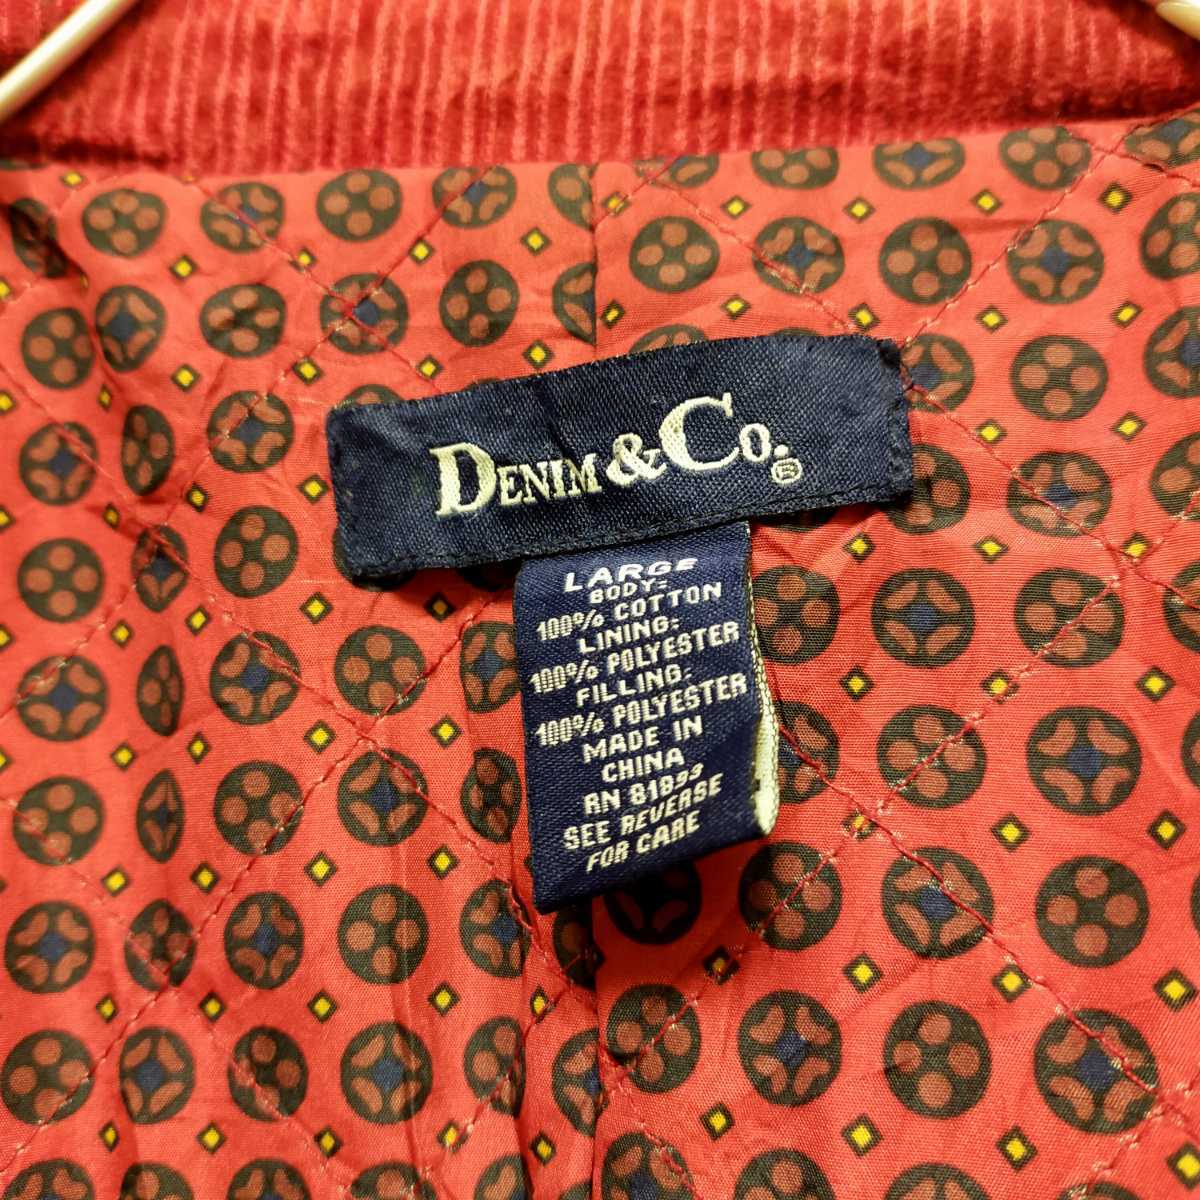 DENIM & CO.®
LARGE
BODY:
100% COTTON
LINING:
100% POLYESTER
FILLING:
100% POLYESTER
MADE IN
CHINA
RN 81893
SEE REVERSE
FOR CARE